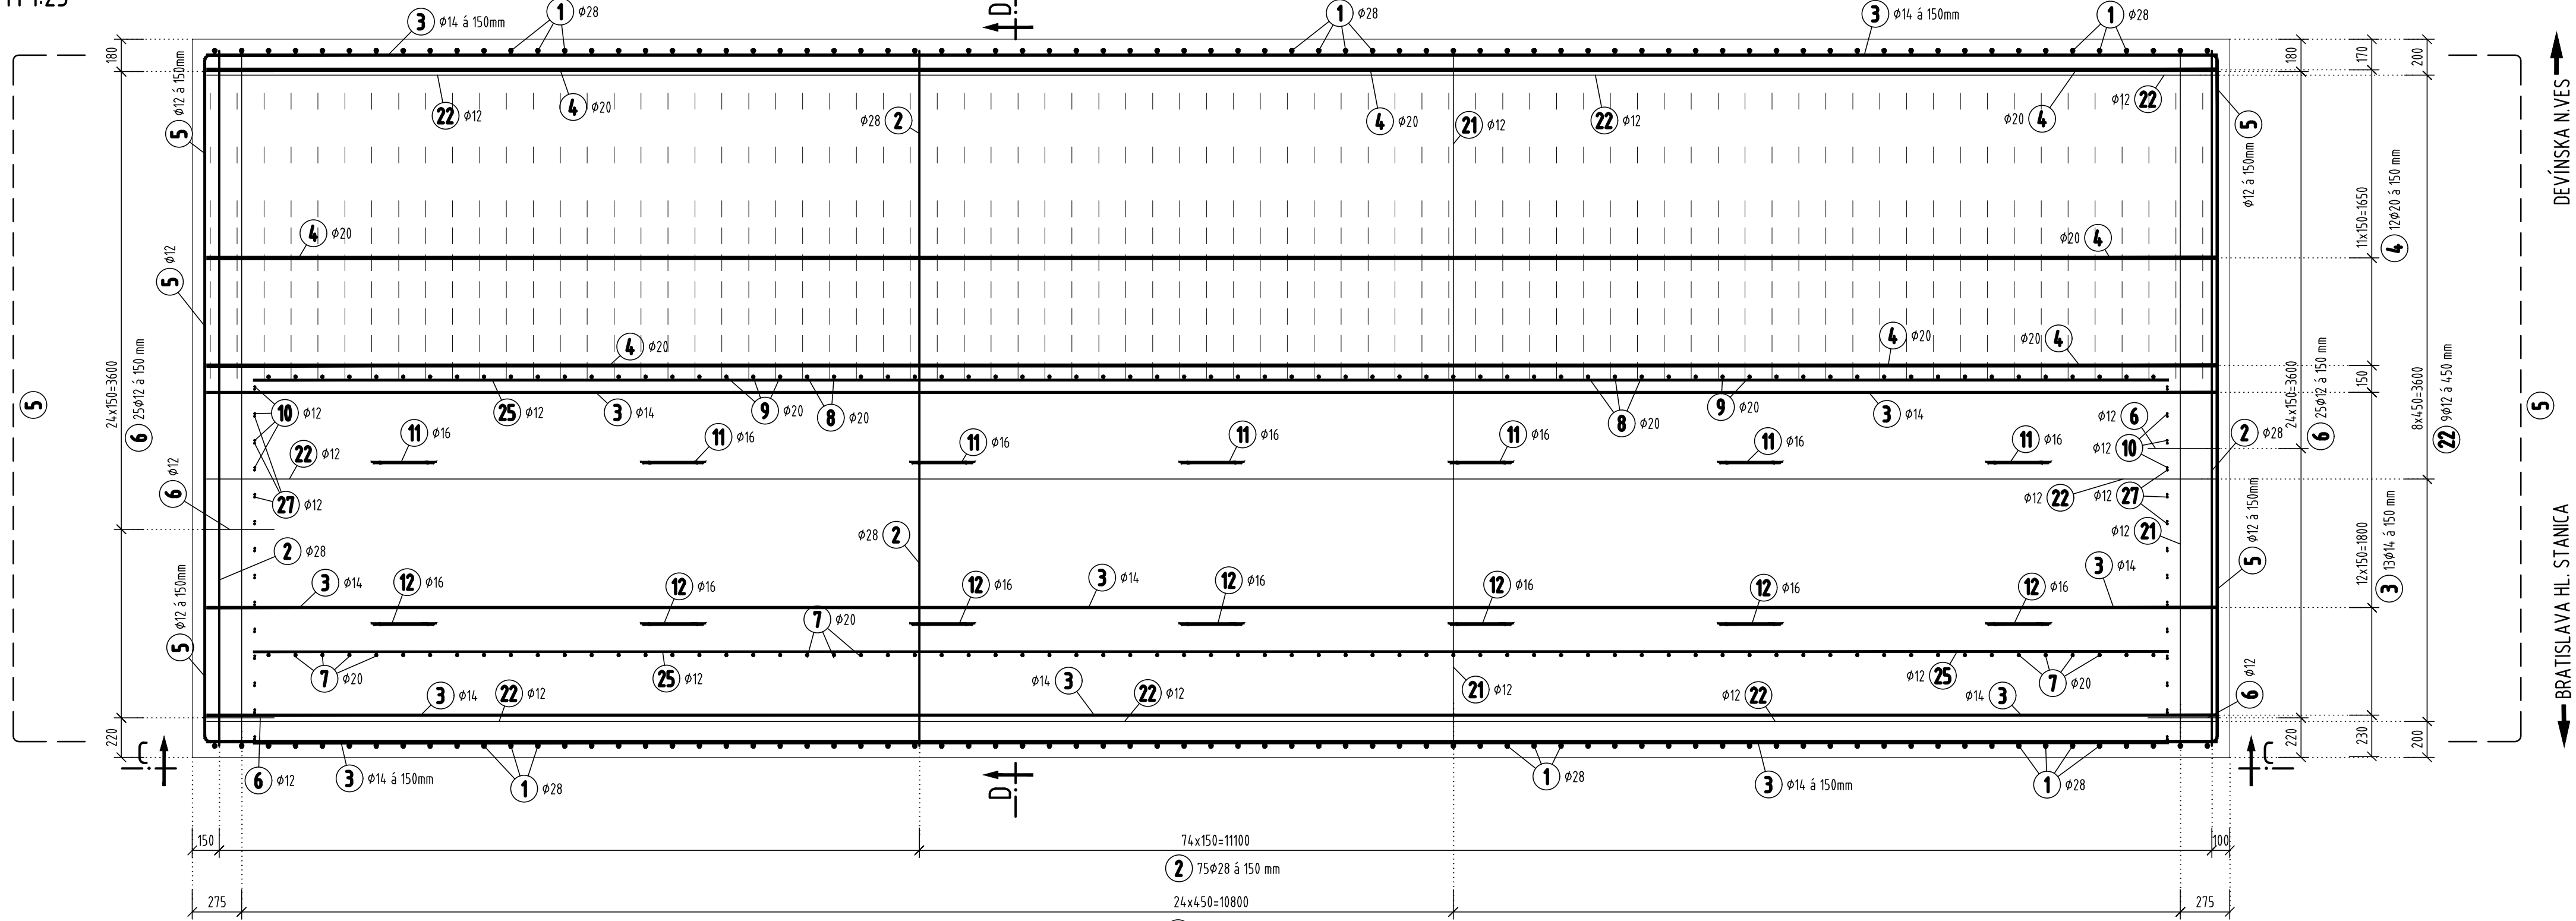 M 1:25
3 ϕ14 á 150mm
1 ϕ28
D
1 ϕ28
3 ϕ14 á 150mm
1 ϕ28
180
5 ϕ12 á 150mm
22 ϕ12
4 ϕ20
ϕ28 2
4 ϕ20
21 ϕ12
22 ϕ12
ϕ20 4
ϕ12 22
5
ϕ12 á 150mm
180
170
200
DEVÍNSKA N.VES
5 ϕ12
4 ϕ20
ϕ20 4
11x150=1650
4 12ϕ20 á 150 mm
4 ϕ20
4 ϕ20
ϕ20 4
5
24x150=3600
6 25ϕ12 á 150 mm
10 ϕ12
25 ϕ12
3 ϕ14
9 ϕ20
8 ϕ20
8 ϕ20
9 ϕ20
3 ϕ14
ϕ12 6
ϕ12 10
2 ϕ28
24x150=3600
6 25ϕ12 á 150 mm
150
8x450=3600
22 9ϕ12 á 450 mm
5
11 ϕ16
11 ϕ16
11 ϕ16
11 ϕ16
11 ϕ16
11 ϕ16
11 ϕ16
22 ϕ12
27 ϕ12
6 ϕ12
ϕ12 22
ϕ12 27
ϕ12 21
2 ϕ28
ϕ28 2
5 ϕ12 á 150mm
12x150=1800
3 13ϕ14 á 150 mm
BRATISLAVA HL. STANICA
3 ϕ14
12 ϕ16
12 ϕ16
12 ϕ16
3 ϕ14
12 ϕ16
12 ϕ16
12 ϕ16
12 ϕ16
3 ϕ14
5 ϕ12 á 150mm
7 ϕ20
7 ϕ20
25 ϕ12
3 ϕ14
22 ϕ12
ϕ14 3
22 ϕ12
21 ϕ12
ϕ12 22
ϕ12 25
ϕ14 3
7 ϕ20
6 ϕ12
220
C
6 ϕ12
3 ϕ14 á 150mm
1 ϕ28
D
1 ϕ28
3 ϕ14 á 150mm
1 ϕ28
C
220
230
200
150
74x150=11100
100
2 75ϕ28 á 150 mm
275
24x450=10800
275